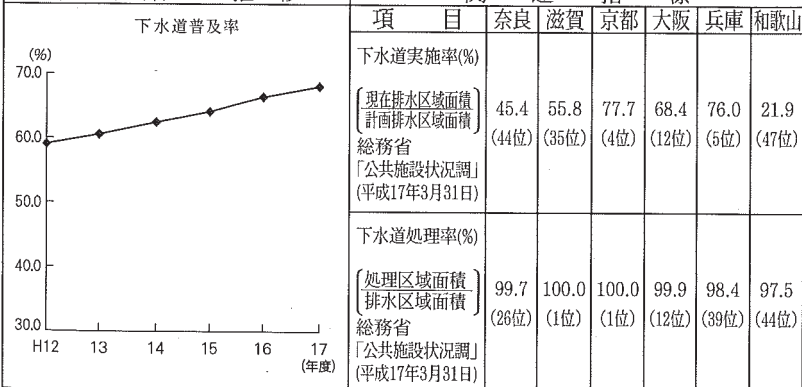 下水道普及率
(%)
70.0
60.0
50.0
40.0
30.0
H12 13 14 15 16 17
(年度)
項 目 奈良 滋賀 京都 大阪 兵庫 和歌山
下水道実施率(%)
現在排水区域面積
計画排水区域面積
45.4 55.8 77.7 68.4 76.0 21.9
(44位) (35位) (4位) (12位) (5位) (47位)
総務省
「公共施設状況調」
(平成17年3月31日)
下水道処理率(%)
処理区域面積
排水区域面積
99.7 100.0 100.0 99.9 98.4 97.5
(26位) (1位) (1位) (12位) (39位) (44位)
総務省
「公共施設状況調」
(平成17年3月31日)